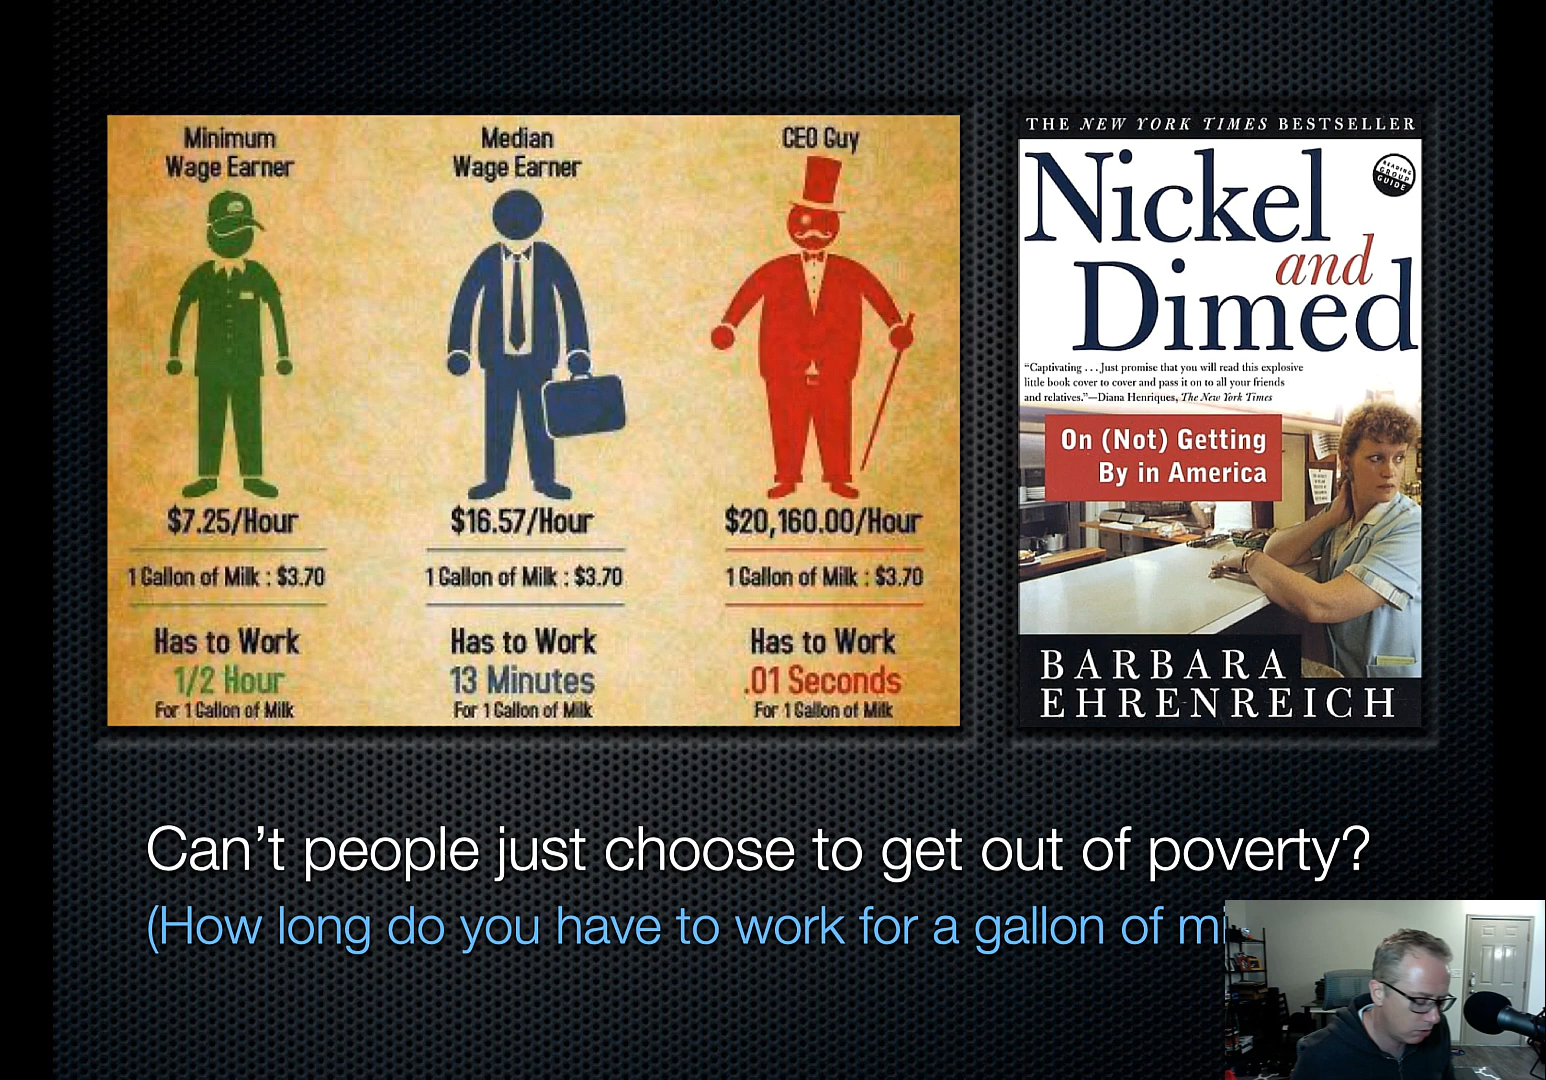 Minimum
Wage Earner
$7.25/Hour
1 Gallon of Milk : $3.70
Has to Work
1/2 Hour
For 1 Gallon of Milk
Median
Wage Earner
$16.57/Hour
1 Gallon of Milk : $3.70
Has to Work
13 Minutes
For 1 Gallon of Milk
CEO Guy
$20,160.00/Hour
1 Gallon of Milk : $3.70
Has to Work
.01 Seconds
For 1 Gallon of Milk
THE NEW YORK TIMES BESTSELLER
READING
GROUP
GUIDE
Nickel
and
Dimed
“Captivating . . . Just promise that you will read this explosive
little book cover to cover and pass it on to all your friends
and relatives.”—Diana Henriques, The New York Times
On (Not) Getting
By in America
BARBARA
EHRENREICH
Can’t people just choose to get out of poverty?
(How long do you have to work for a gallon of